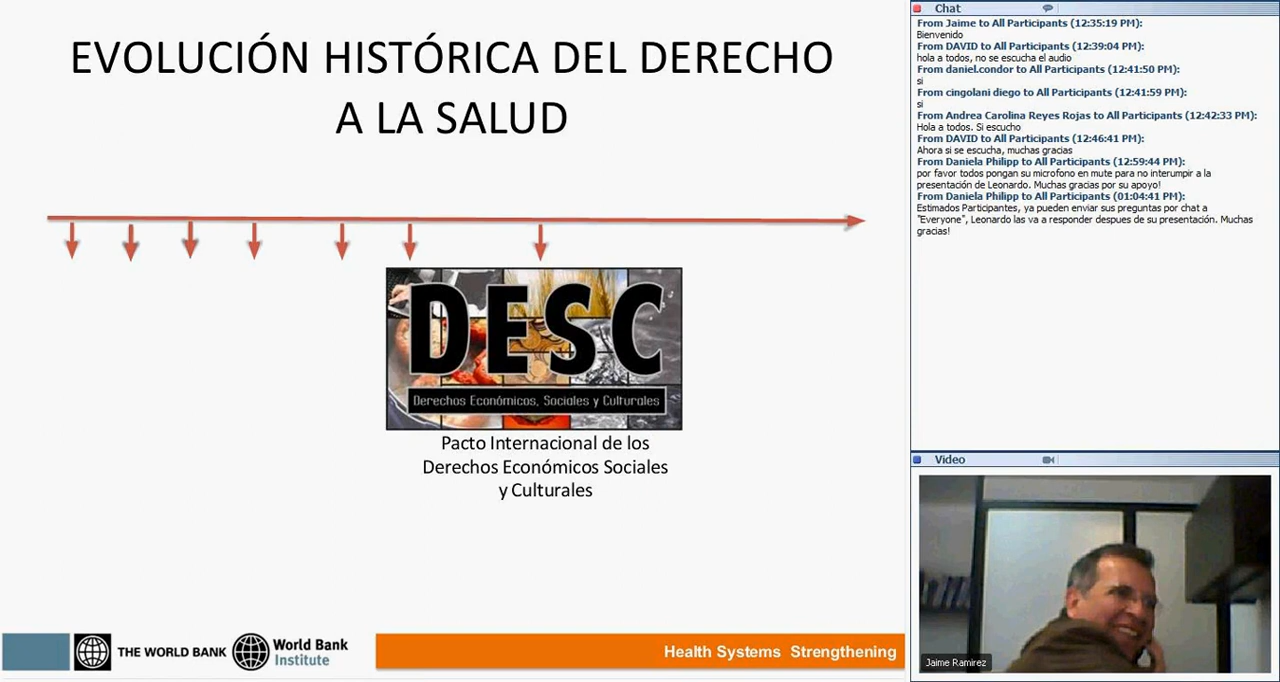 EVOLUCIÓN HISTÓRICA DEL DERECHO
A LA SALUD
DESC
Derechos Económicos, Sociales y Culturales
Pacto Internacional de los
Derechos Económicos Sociales
y Culturales
THE WORLD BANK
World Bank
Institute
Health Systems Strengthening
Chat
From Jaime to All Participants (12:35:19 PM):
Bienvenido
From DAVID to All Participants (12:39:04 PM):
hola a todos, no se escucha el audio
From daniel.condor to All Participants (12:41:50 PM):
si
From cingolani diego to All Participants (12:41:59 PM):
si
From Andrea Carolina Reyes Rojas to All Participants (12:42:33 PM):
Hola a todos. Si escucho
From DAVID to All Participants (12:46:41 PM):
Ahora si se escucha, muchas gracias
From Daniela Philipp to All Participants (12:59:44 PM):
por favor todos pongan su microfono en mute para no interumpir a la
presentación de Leonardo. Muchas gracias por su apoyo!
From Daniela Philipp to All Participants (01:04:41 PM):
Estimados Participantes, ya pueden enviar sus preguntas por chat a
"Everyone", Leonardo las va a responder despues de su presentación. Muchas
gracias!
Video
Jaime Ramirez